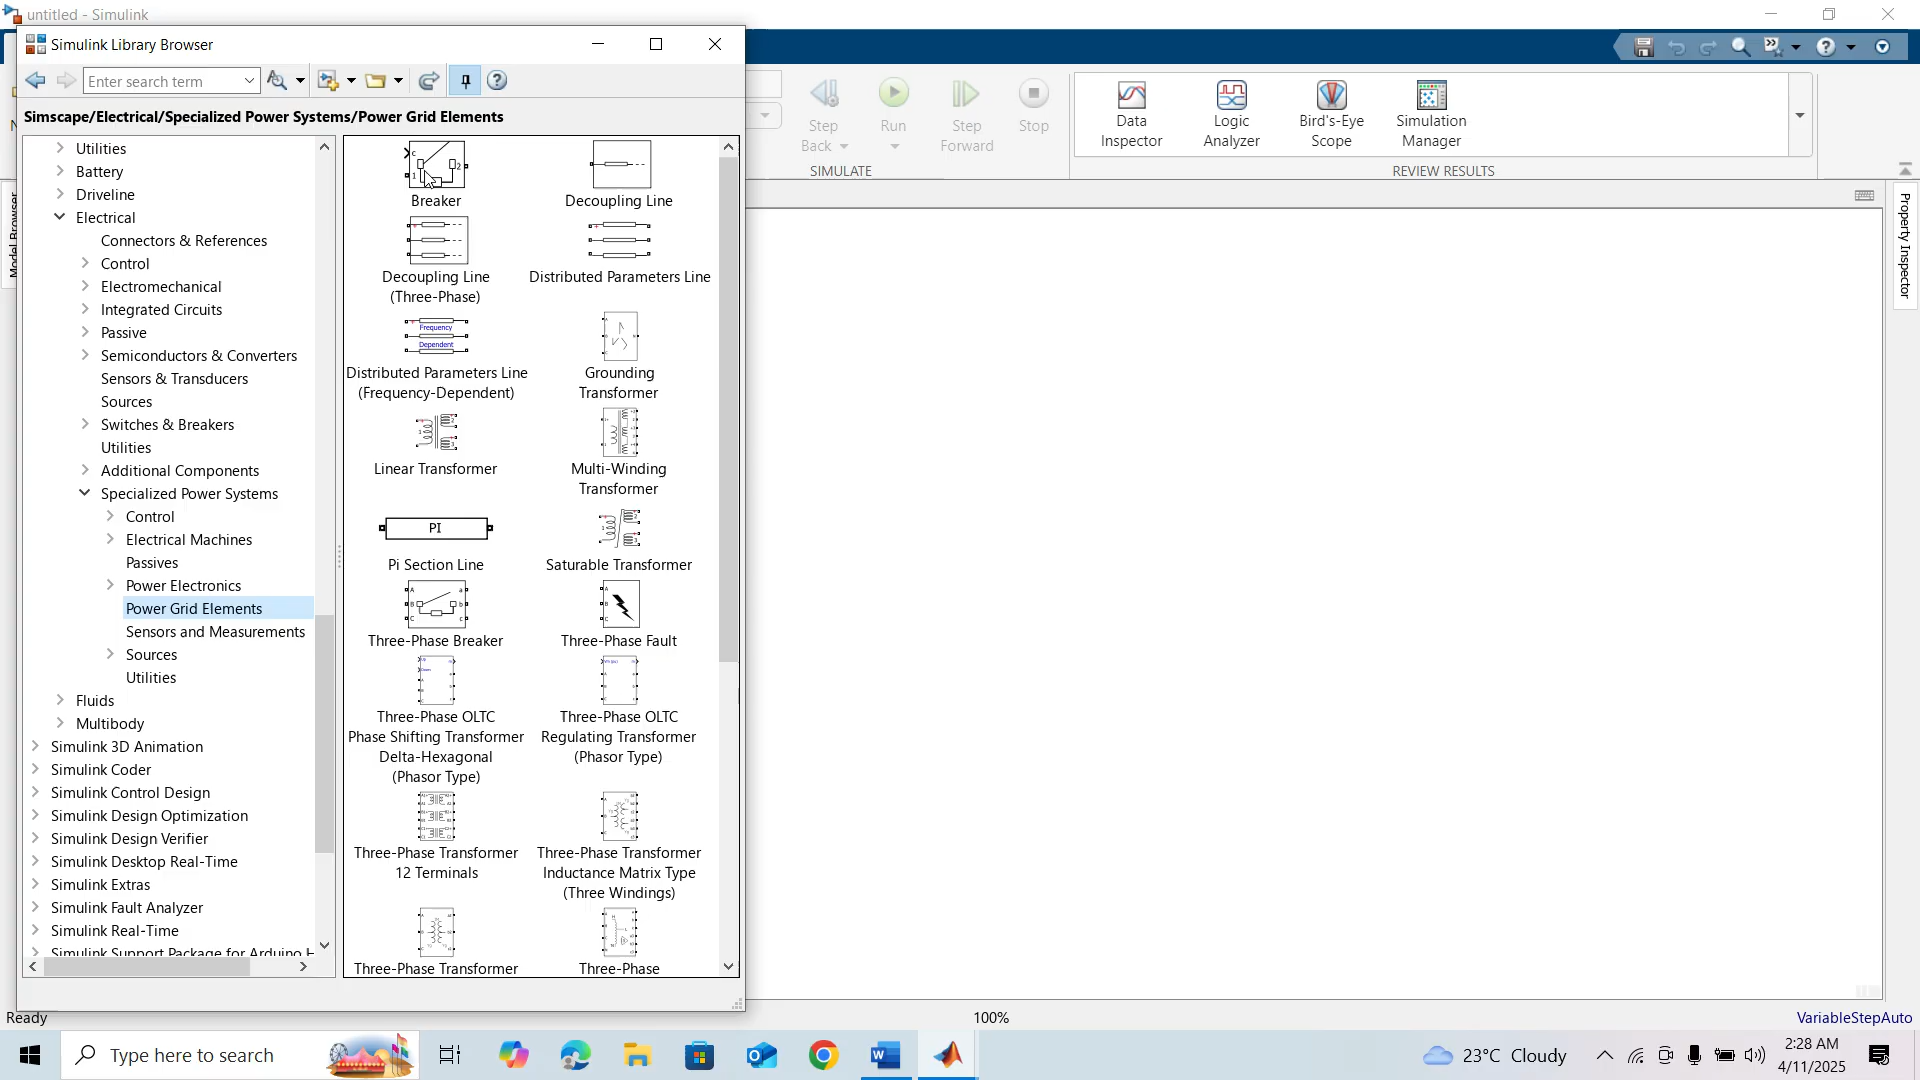 untitled - Simulink
Simulink Library Browser
Enter search term
Simscape/Electrical/Specialized Power Systems/Power Grid Elements
Utilities
Battery
Driveline
Electrical
Connectors & References
Control
Electromechanical
Integrated Circuits
Passive
Semiconductors & Converters
Sensors & Transducers
Sources
Switches & Breakers
Utilities
Additional Components
Specialized Power Systems
Control
Electrical Machines
Passives
Power Electronics
Power Grid Elements
Sensors and Measurements
Sources
Utilities
Fluids
Multibody
Simulink 3D Animation
Simulink Coder
Simulink Control Design
Simulink Design Optimization
Simulink Design Verifier
Simulink Desktop Real-Time
Simulink Extras
Simulink Fault Analyzer
Simulink Real-Time
Simulink Support Package for Arduino H
Breaker
Decoupling Line
Decoupling Line
(Three-Phase)
Distributed Parameters Line
Frequency
Dependent
Distributed Parameters Line
(Frequency-Dependent)
Grounding
Transformer
Linear Transformer
Multi-Winding
Transformer
PI
Pi Section Line
Saturable Transformer
Three-Phase Breaker
Three-Phase Fault
Three-Phase OLTC
Phase Shifting Transformer
Delta-Hexagonal
(Phasor Type)
Three-Phase OLTC
Regulating Transformer
(Phasor Type)
Three-Phase Transformer
12 Terminals
Three-Phase Transformer
Inductance Matrix Type
(Three Windings)
Three-Phase Transformer
Three-Phase
Step
Back
Run
Step
Forward
Stop
SIMULATE
Data
Inspector
Logic
Analyzer
Bird's-Eye
Scope
Simulation
Manager
REVIEW RESULTS
Model Browser
Property Inspector
Ready
100%
VariableStepAuto
Type here to search
23°C Cloudy
2:28 AM
4/11/2025